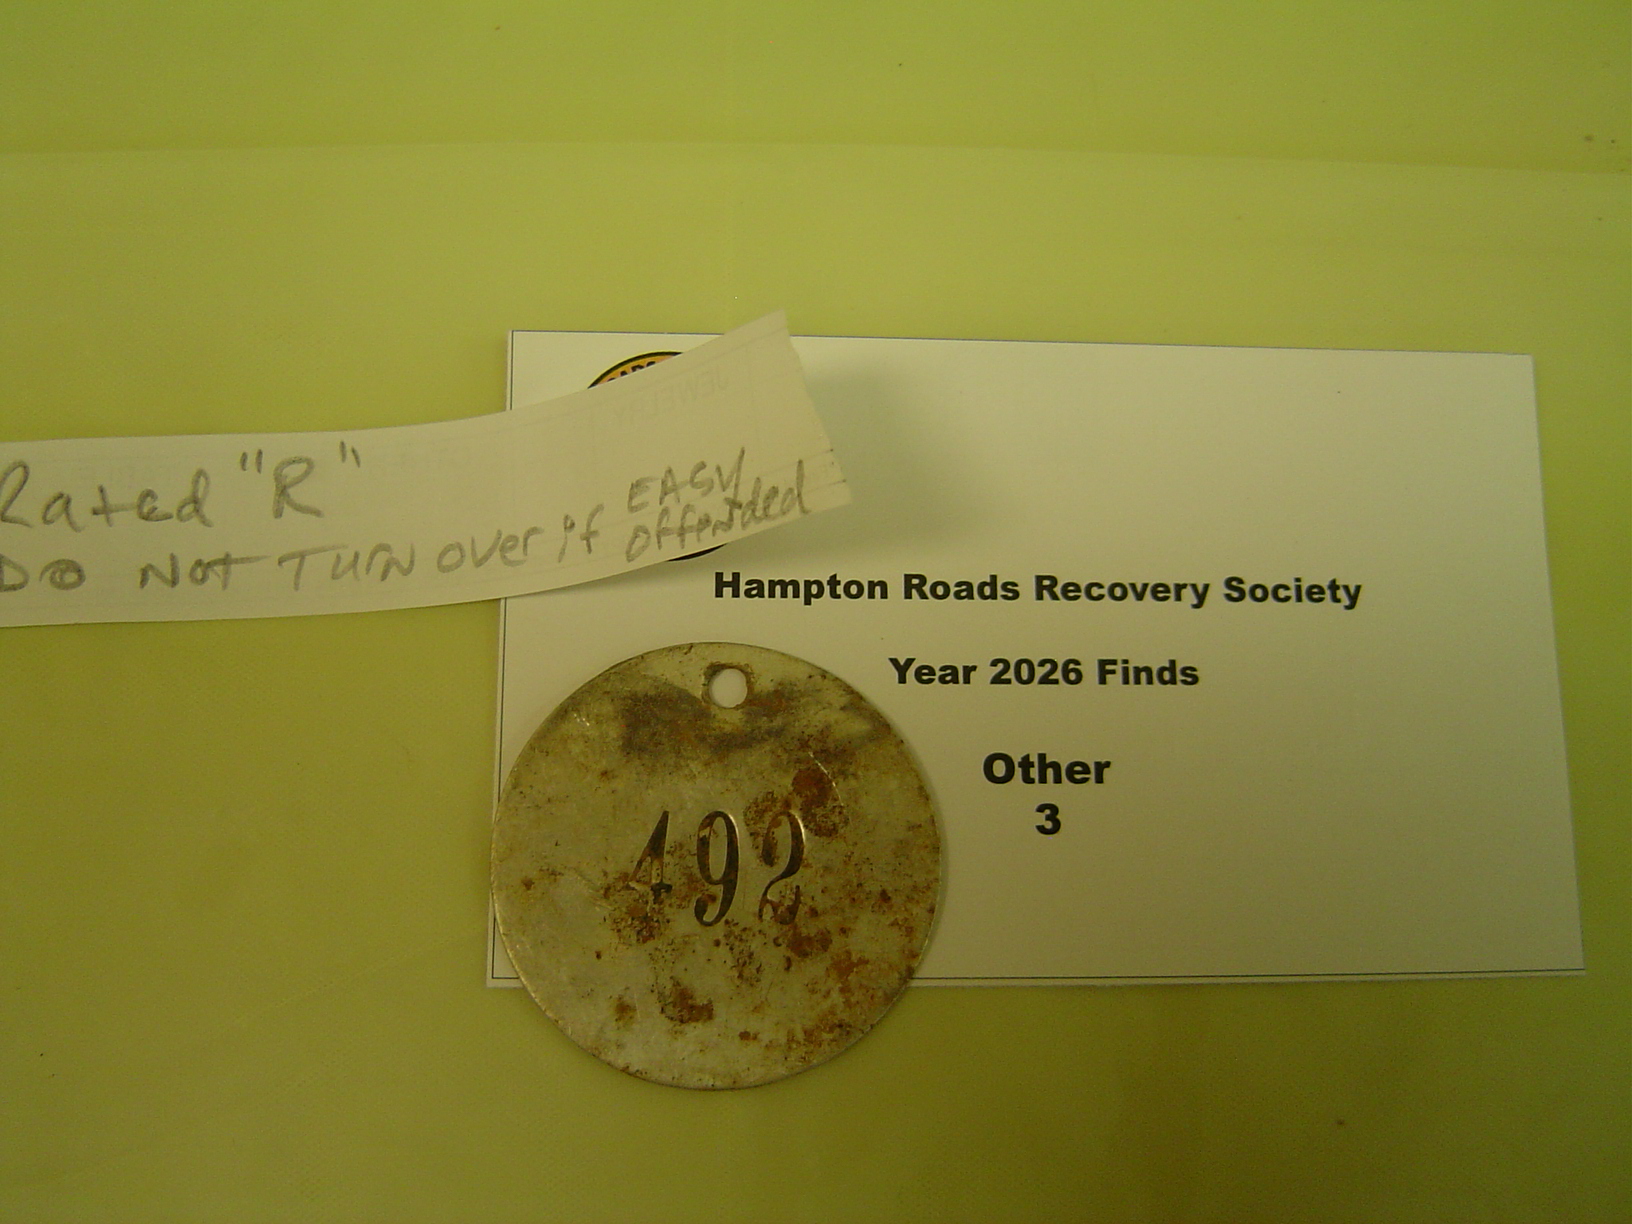 Rated "R"
DO NOT TURN OVER if EASY offended
Hampton Roads Recovery Society
Year 2026 Finds
Other
3
492